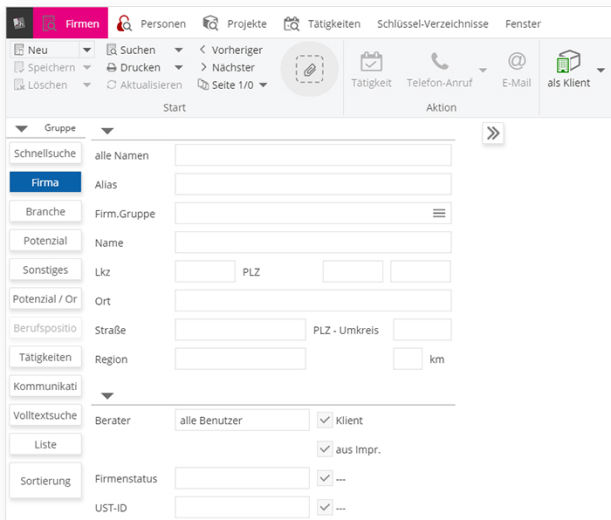 Firmen Personen Projekte Tätigkeiten Schlüssel-Verzeichnisse Fenster
Neu Suchen Vorheriger
Speichern Drucken Nächster
Löschen Aktualisieren Seite 1/0
Tätigkeit Telefon-Anruf E-Mail als Klient
Start Aktion
Gruppe
Schnellsuche
Firma
Branche
Potenzial
Sonstiges
Potenzial / Or
Berufspositio
Tätigkeiten
Kommunikati
Volltextsuche
Liste
Sortierung
alle Namen
Alias
Firm.Gruppe
Name
Lkz PLZ
Ort
Straße PLZ - Umkreis
Region km
Berater alle Benutzer Klient
aus Impr.
Firmenstatus ---
UST-ID ---